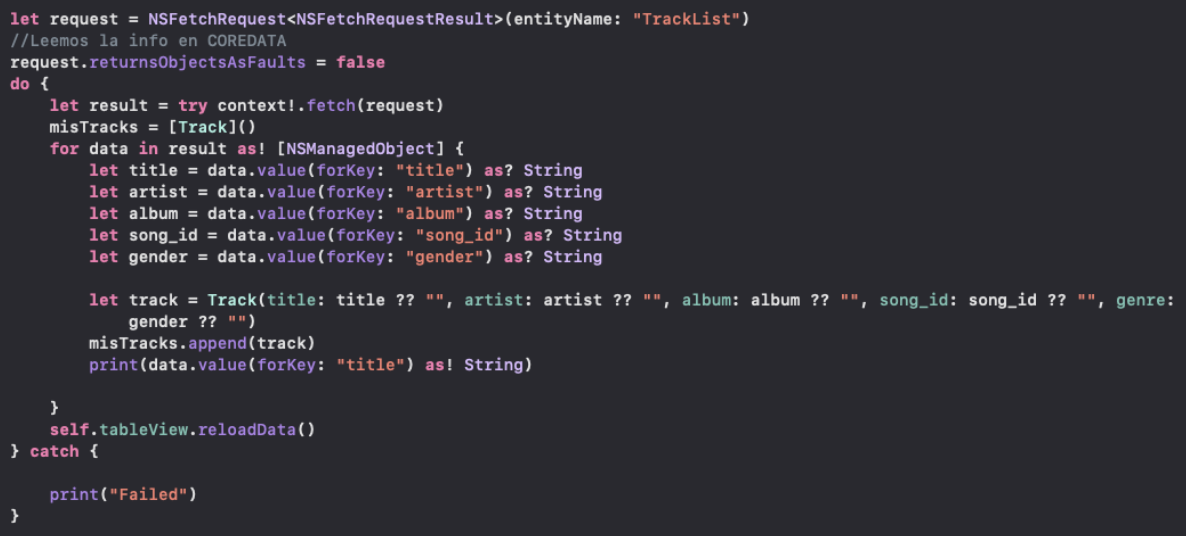 let request = NSFetchRequest<NSFetchRequestResult>(entityName: "TrackList")
//Leemos la info en COREDATA
request.returnsObjectsAsFaults = false
do {
    let result = try context!.fetch(request)
    misTracks = [Track]()
    for data in result as! [NSManagedObject] {
        let title = data.value(forKey: "title") as? String
        let artist = data.value(forKey: "artist") as? String
        let album = data.value(forKey: "album") as? String
        let song_id = data.value(forKey: "song_id") as? String
        let gender = data.value(forKey: "gender") as? String
        let track = Track(title: title ?? "", artist: artist ?? "", album: album ?? "", song_id: song_id ?? "", genre:
            gender ?? "")
        misTracks.append(track)
        print(data.value(forKey: "title") as! String)
    }
    self.tableView.reloadData()
} catch {
    print("Failed")
}